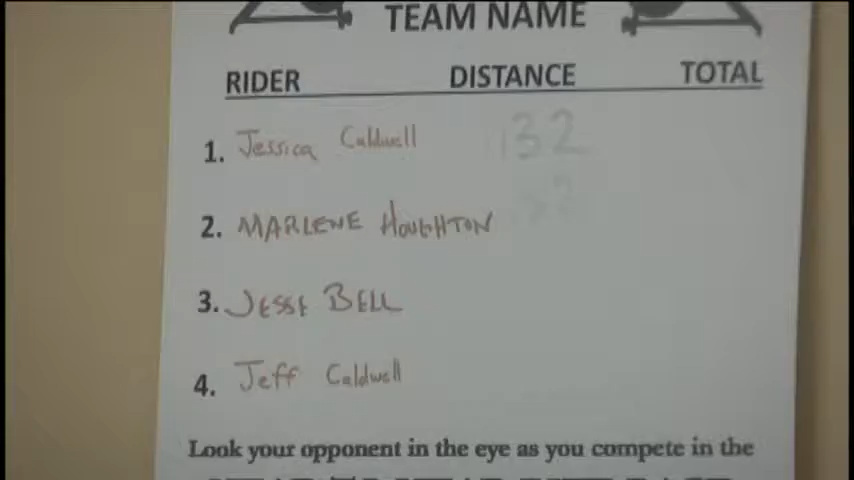 TEAM NAME
RIDER DISTANCE TOTAL
1. Jessica Caldwell 132
2. MARLENE HOUGHTON
3. JESSE BELL
4. Jeff Caldwell
Look your opponent in the eye as you compete in the